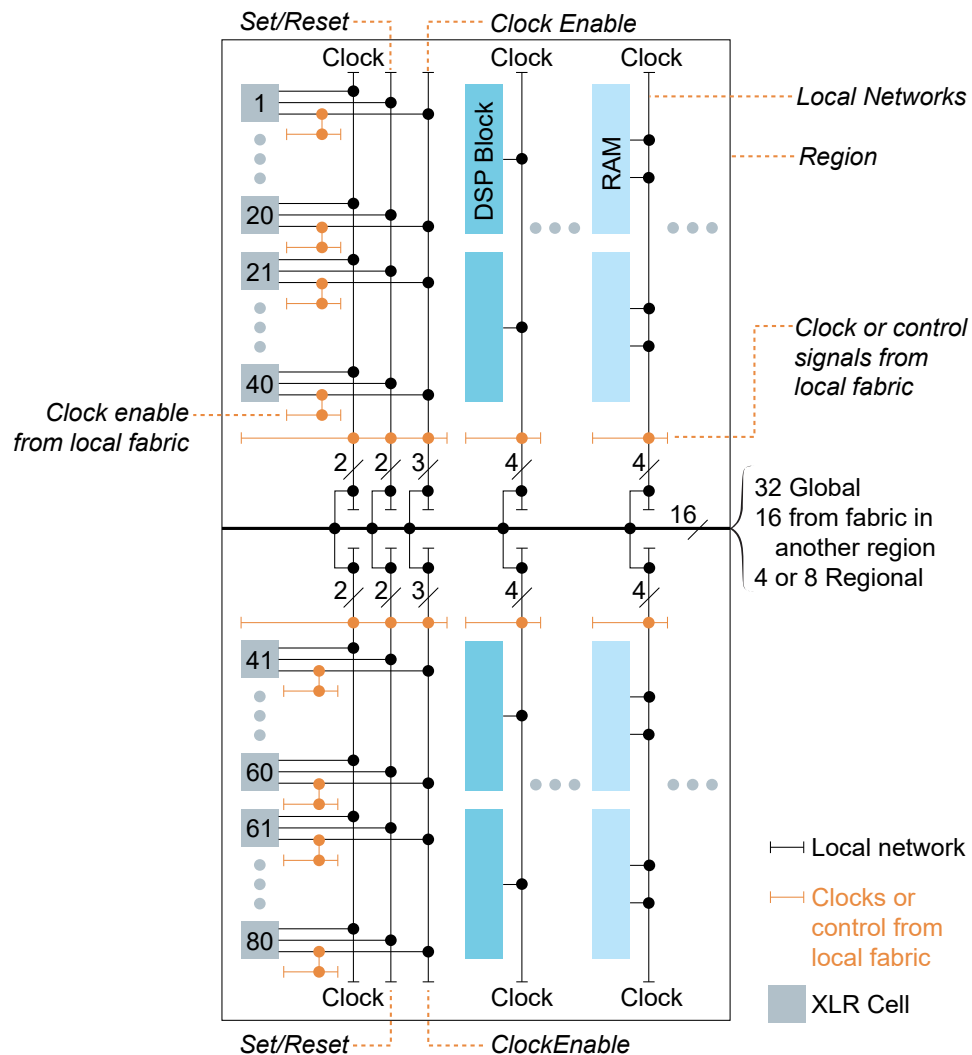 Set/Reset
Clock Enable
Clock
Clock
Clock
1
DSP Block
RAM
Local Networks
Region
20
21
40
Clock or control
signals from
local fabric
Clock enable
from local fabric
2
2
3
4
4
16
32 Global
16 from fabric in
another region
4 or 8 Regional
2
2
3
4
4
41
60
61
80
Local network
Clocks or
control from
local fabric
XLR Cell
Clock
Clock
Clock
Set/Reset
ClockEnable